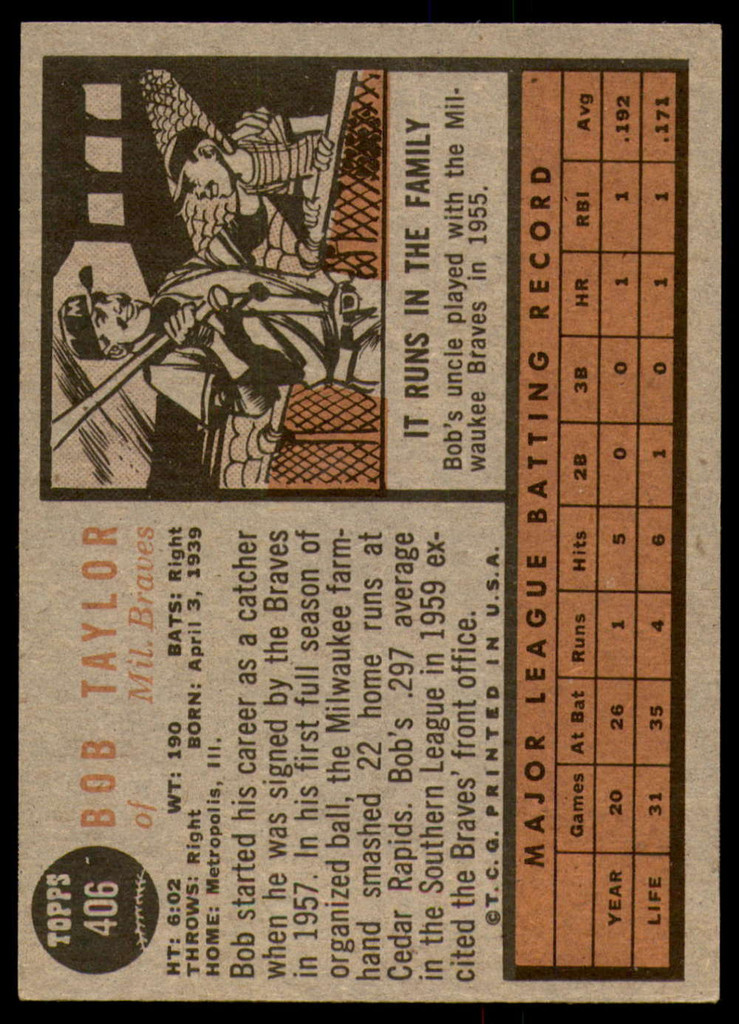 TOPPS
406
BOB TAYLOR
of Mil. Braves
HT: 6:02 WT: 190 BATS: Right
THROWS: Right BORN: April 3, 1939
HOME: Metropolis, Ill.
Bob started his career as a catcher
when he was signed by the Braves
in 1957. In his first full season of
organized ball, the Milwaukee farm-
hand smashed 22 home runs at
Cedar Rapids. Bob's .297 average
in the Southern League in 1959 ex-
cited the Braves' front office.
©T.C.G. PRINTED IN U.S.A.
M
IT RUNS IN THE FAMILY
Bob's uncle played with the Mil-
waukee Braves in 1955.
MAJOR LEAGUE BATTING RECORD
Games At Bat Runs Hits 2B 3B HR RBI Avg
YEAR 20 26 1 5 0 0 1 1 .192
LIFE 31 35 4 6 1 0 1 1 .171